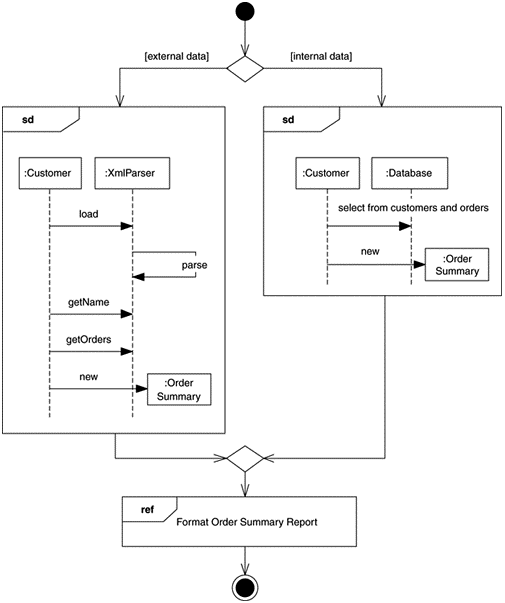 [external data]
[internal data]
sd
:Customer
:XmlParser
load
parse
getName
getOrders
new
:Order
Summary
sd
:Customer
:Database
select from customers and orders
new
:Order
Summary
ref
Format Order Summary Report